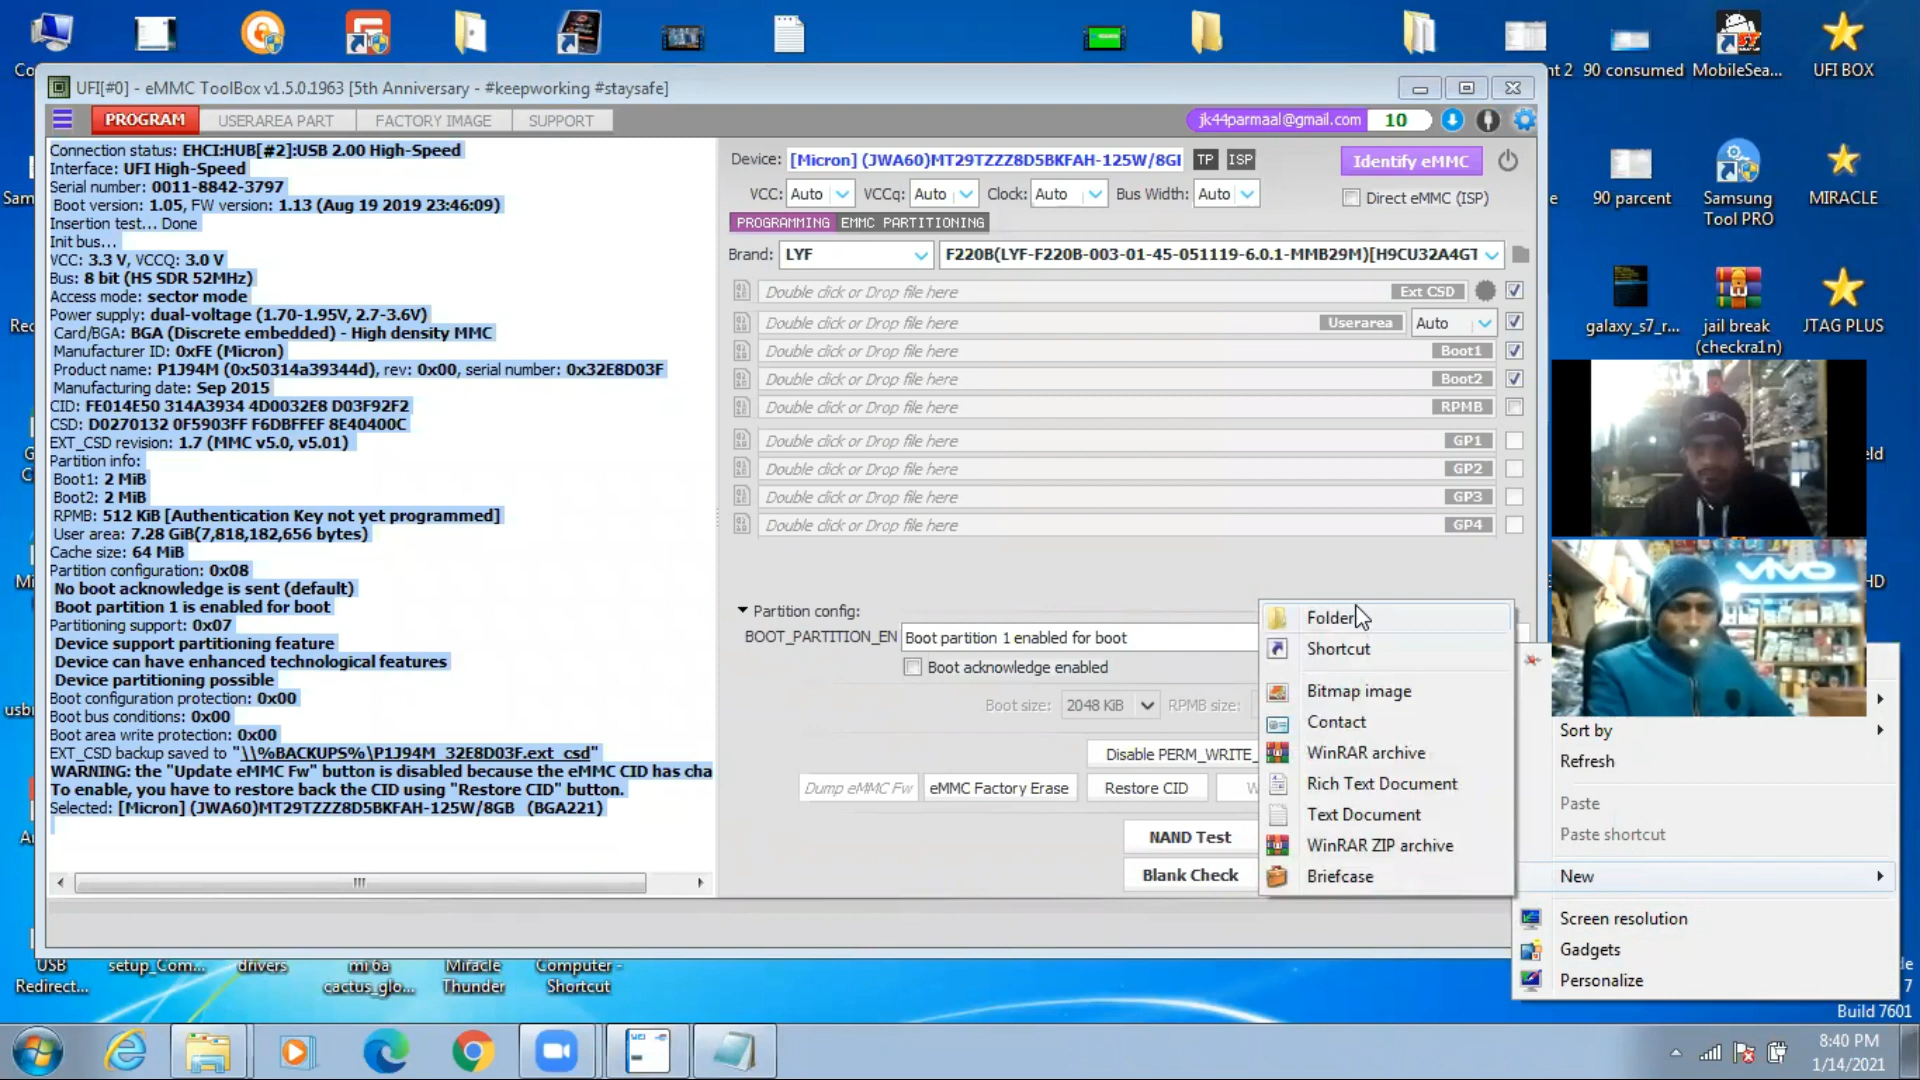 Co
nt 2
90 consumed
MobileSea...
UFI BOX
UFI[#0] - eMMC ToolBox v1.5.0.1963 [5th Anniversary - #keepworking #staysafe]
PROGRAM
USERAREA PART
FACTORY IMAGE
SUPPORT
jk44parmaal@gmail.com
10
Connection status: EHCI:HUB[#2]:USB 2.00 High-Speed
Interface: UFI High-Speed
Serial number: 0011-8842-3797
Boot version: 1.05, FW version: 1.13 (Aug 19 2019 23:46:09)
Insertion test... Done
Init bus...
VCC: 3.3 V, VCCQ: 3.0 V
Bus: 8 bit (HS SDR 52MHz)
Access mode: sector mode
Power supply: dual-voltage (1.70-1.95V, 2.7-3.6V)
Card/BGA: BGA (Discrete embedded) - High density MMC
Manufacturer ID: 0xFE (Micron)
Product name: P1J94M (0x50314a39344d), rev: 0x00, serial number: 0x32E8D03F
Manufacturing date: Sep 2015
CID: FE014E50 314A3934 4D0032E8 D03F92F2
CSD: D0270132 0F5903FF F6DBFFEF 8E40400C
EXT_CSD revision: 1.7 (MMC v5.0, v5.01)
Partition info:
Boot1: 2 MiB
Boot2: 2 MiB
RPMB: 512 KiB [Authentication Key not yet programmed]
User area: 7.28 GiB(7,818,182,656 bytes)
Cache size: 64 MiB
Partition configuration: 0x08
No boot acknowledge is sent (default)
Boot partition 1 is enabled for boot
Partitioning support: 0x07
Device support partitioning feature
Device can have enhanced technological features
Device partitioning possible
Boot configuration protection: 0x00
Boot bus conditions: 0x00
Boot area write protection: 0x00
EXT_CSD backup saved to "\\%BACKUPS%\P1J94M_32E8D03F.ext_csd"
WARNING: the "Update eMMC Fw" button is disabled because the eMMC CID has cha
To enable, you have to restore back the CID using "Restore CID" button.
Selected: [Micron] (JWA60)MT29TZZZ8D5BKFAH-125W/8GB (BGA221)
Device: [Micron] (JWA60)MT29TZZZ8D5BKFAH-125W/8GI TP ISP Identify eMMC
VCC: Auto VCCq: Auto Clock: Auto Bus Width: Auto Direct eMMC (ISP)
PROGRAMMING EMMC PARTITIONING
Brand: LYF F220B(LYF-F220B-003-01-45-051119-6.0.1-MMB29M)[H9CU32A4GT
Double click or Drop file here Ext CSD
Double click or Drop file here Userarea Auto
Double click or Drop file here Boot1
Double click or Drop file here Boot2
Double click or Drop file here RPMB
Double click or Drop file here GP1
Double click or Drop file here GP2
Double click or Drop file here GP3
Double click or Drop file here GP4
Partition config:
BOOT_PARTITION_EN Boot partition 1 enabled for boot
Boot acknowledge enabled
Boot size: 2048 KiB RPMB size:
Disable PERM_WRITE_
Dump eMMC Fw eMMC Factory Erase Restore CID W
NAND Test
Blank Check
Folder
Shortcut
Bitmap image
Contact
WinRAR archive
Rich Text Document
Text Document
WinRAR ZIP archive
Briefcase
Sort by
Refresh
Paste
Paste shortcut
New
Screen resolution
Gadgets
Personalize
Sam
e
90 parcent
Samsung
Tool PRO
MIRACLE
Rec
galaxy_s7_r...
jail break
(checkra1n)
JTAG PLUS
G
C
eld
vivo
Mi
HD
usb
An
USB
Redirect...
setup_Com...
drivers
mi 6a
cactus_glo...
Miracle
Thunder
Computer -
Shortcut
de
7
Build 7601
8:40 PM
1/14/2021